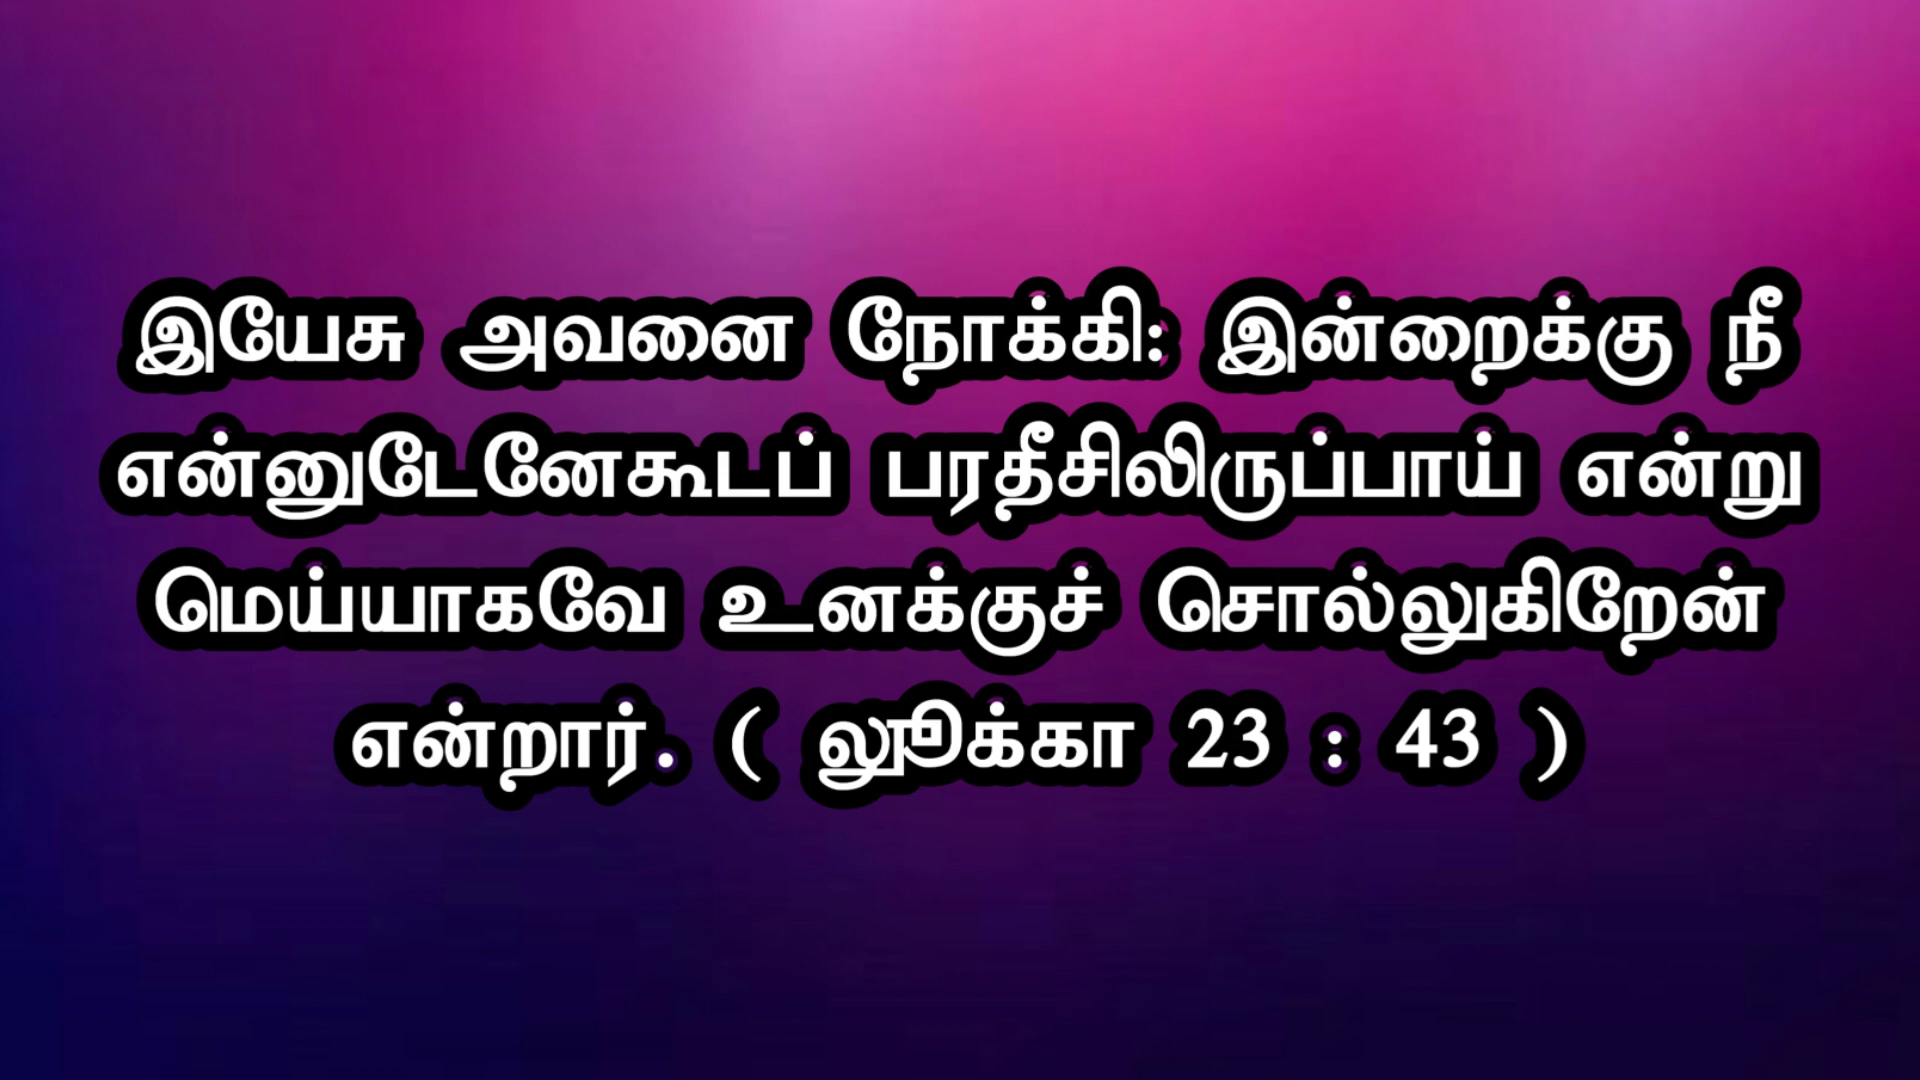 இயேசு அவனை நோக்கி: இன்றைக்கு நீ
என்னுடேனேகூடப் பரதீசிலிருப்பாய் என்று
மெய்யாகவே உனக்குச் சொல்லுகிறேன்
என்றார். ( லூக்கா 23 : 43 )